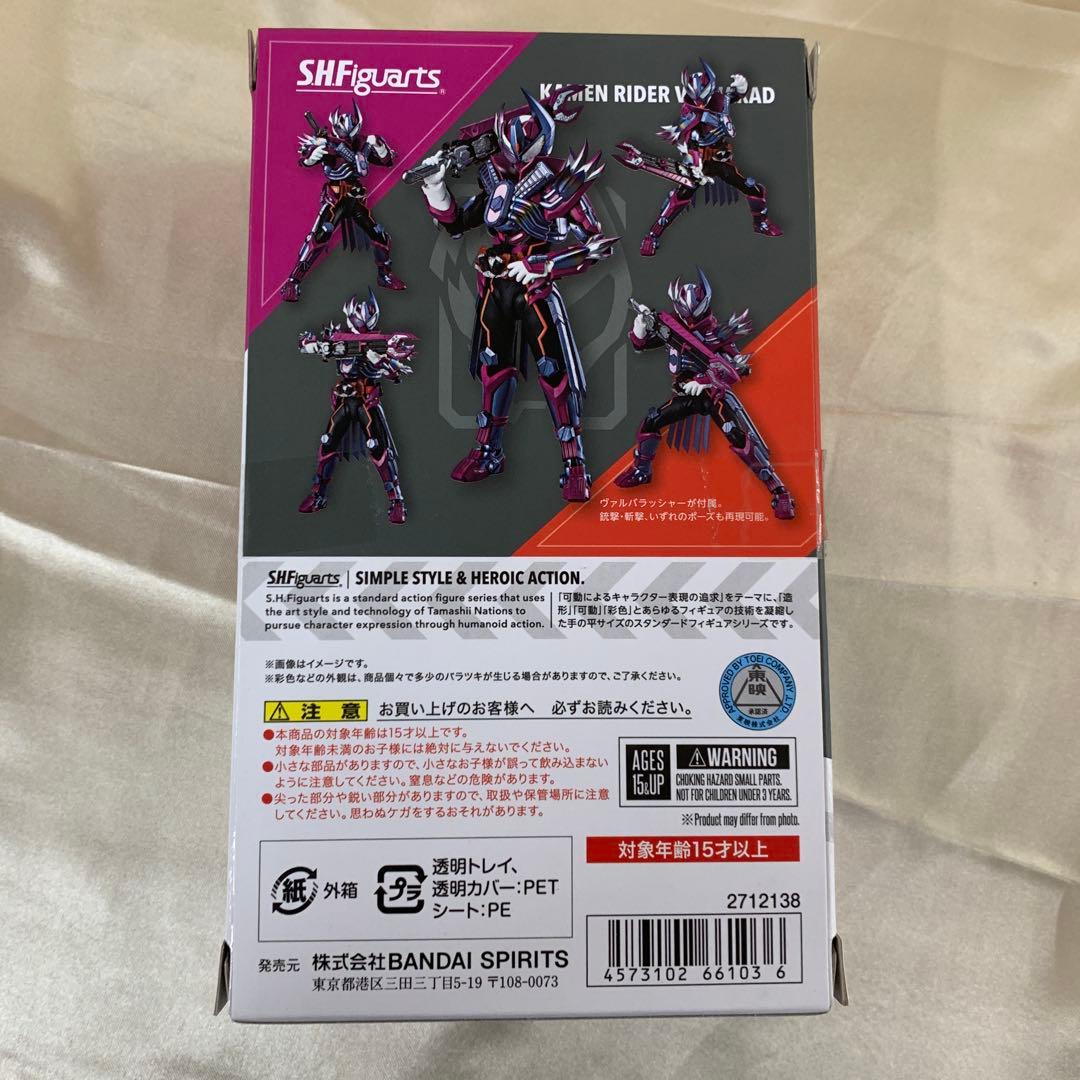 S.H.Figuarts®
KAMEN RIDER
ヴァルバラッシャーが付属。
銃撃・斬撃、いずれのポーズも再現可能。
S.H.Figuarts® SIMPLE STYLE & HEROIC ACTION.
S.H.Figuarts is a standard action figure series that uses
the art style and technology of Tamashii Nations to
pursue character expression through humanoid action.
「可動によるキャラクター表現の追求」をテーマに、「造
形」「可動」「彩色」とあらゆるフィギュアの技術を凝縮し
た手の平サイズのスタンダードフィギュアシリーズです。
※画像はイメージです。
※彩色などの外観は、商品個々で多少のバラツキが生じる場合がありますので、ご了承ください。
APPROVED BY TOEI COMPANY, LTD.
東映
承認済
東映株式会社
注意 お買い上げのお客様へ 必ずお読みください。
●本商品の対象年齢は15才以上です。
対象年齢未満のお子様には絶対に与えないでください。
●小さな部品がありますので、小さなお子様が誤って飲み込まない
ように注意してください。窒息などの危険があります。
●尖った部分や鋭い部分がありますので、取扱や保管場所に注意
してください。思わぬケガをするおそれがあります。
AGES
15&UP
WARNING
CHOKING HAZARD SMALL PARTS.
NOT FOR CHILDREN UNDER 3 YEARS.
※Product may differ from photo.
対象年齢15才以上
紙 外箱
プラ
透明トレイ、
透明カバー:PET
シート:PE
2712138
4573102 66103 6
発売元 株式会社BANDAI SPIRITS
東京都港区三田三丁目5-19 〒108-0073